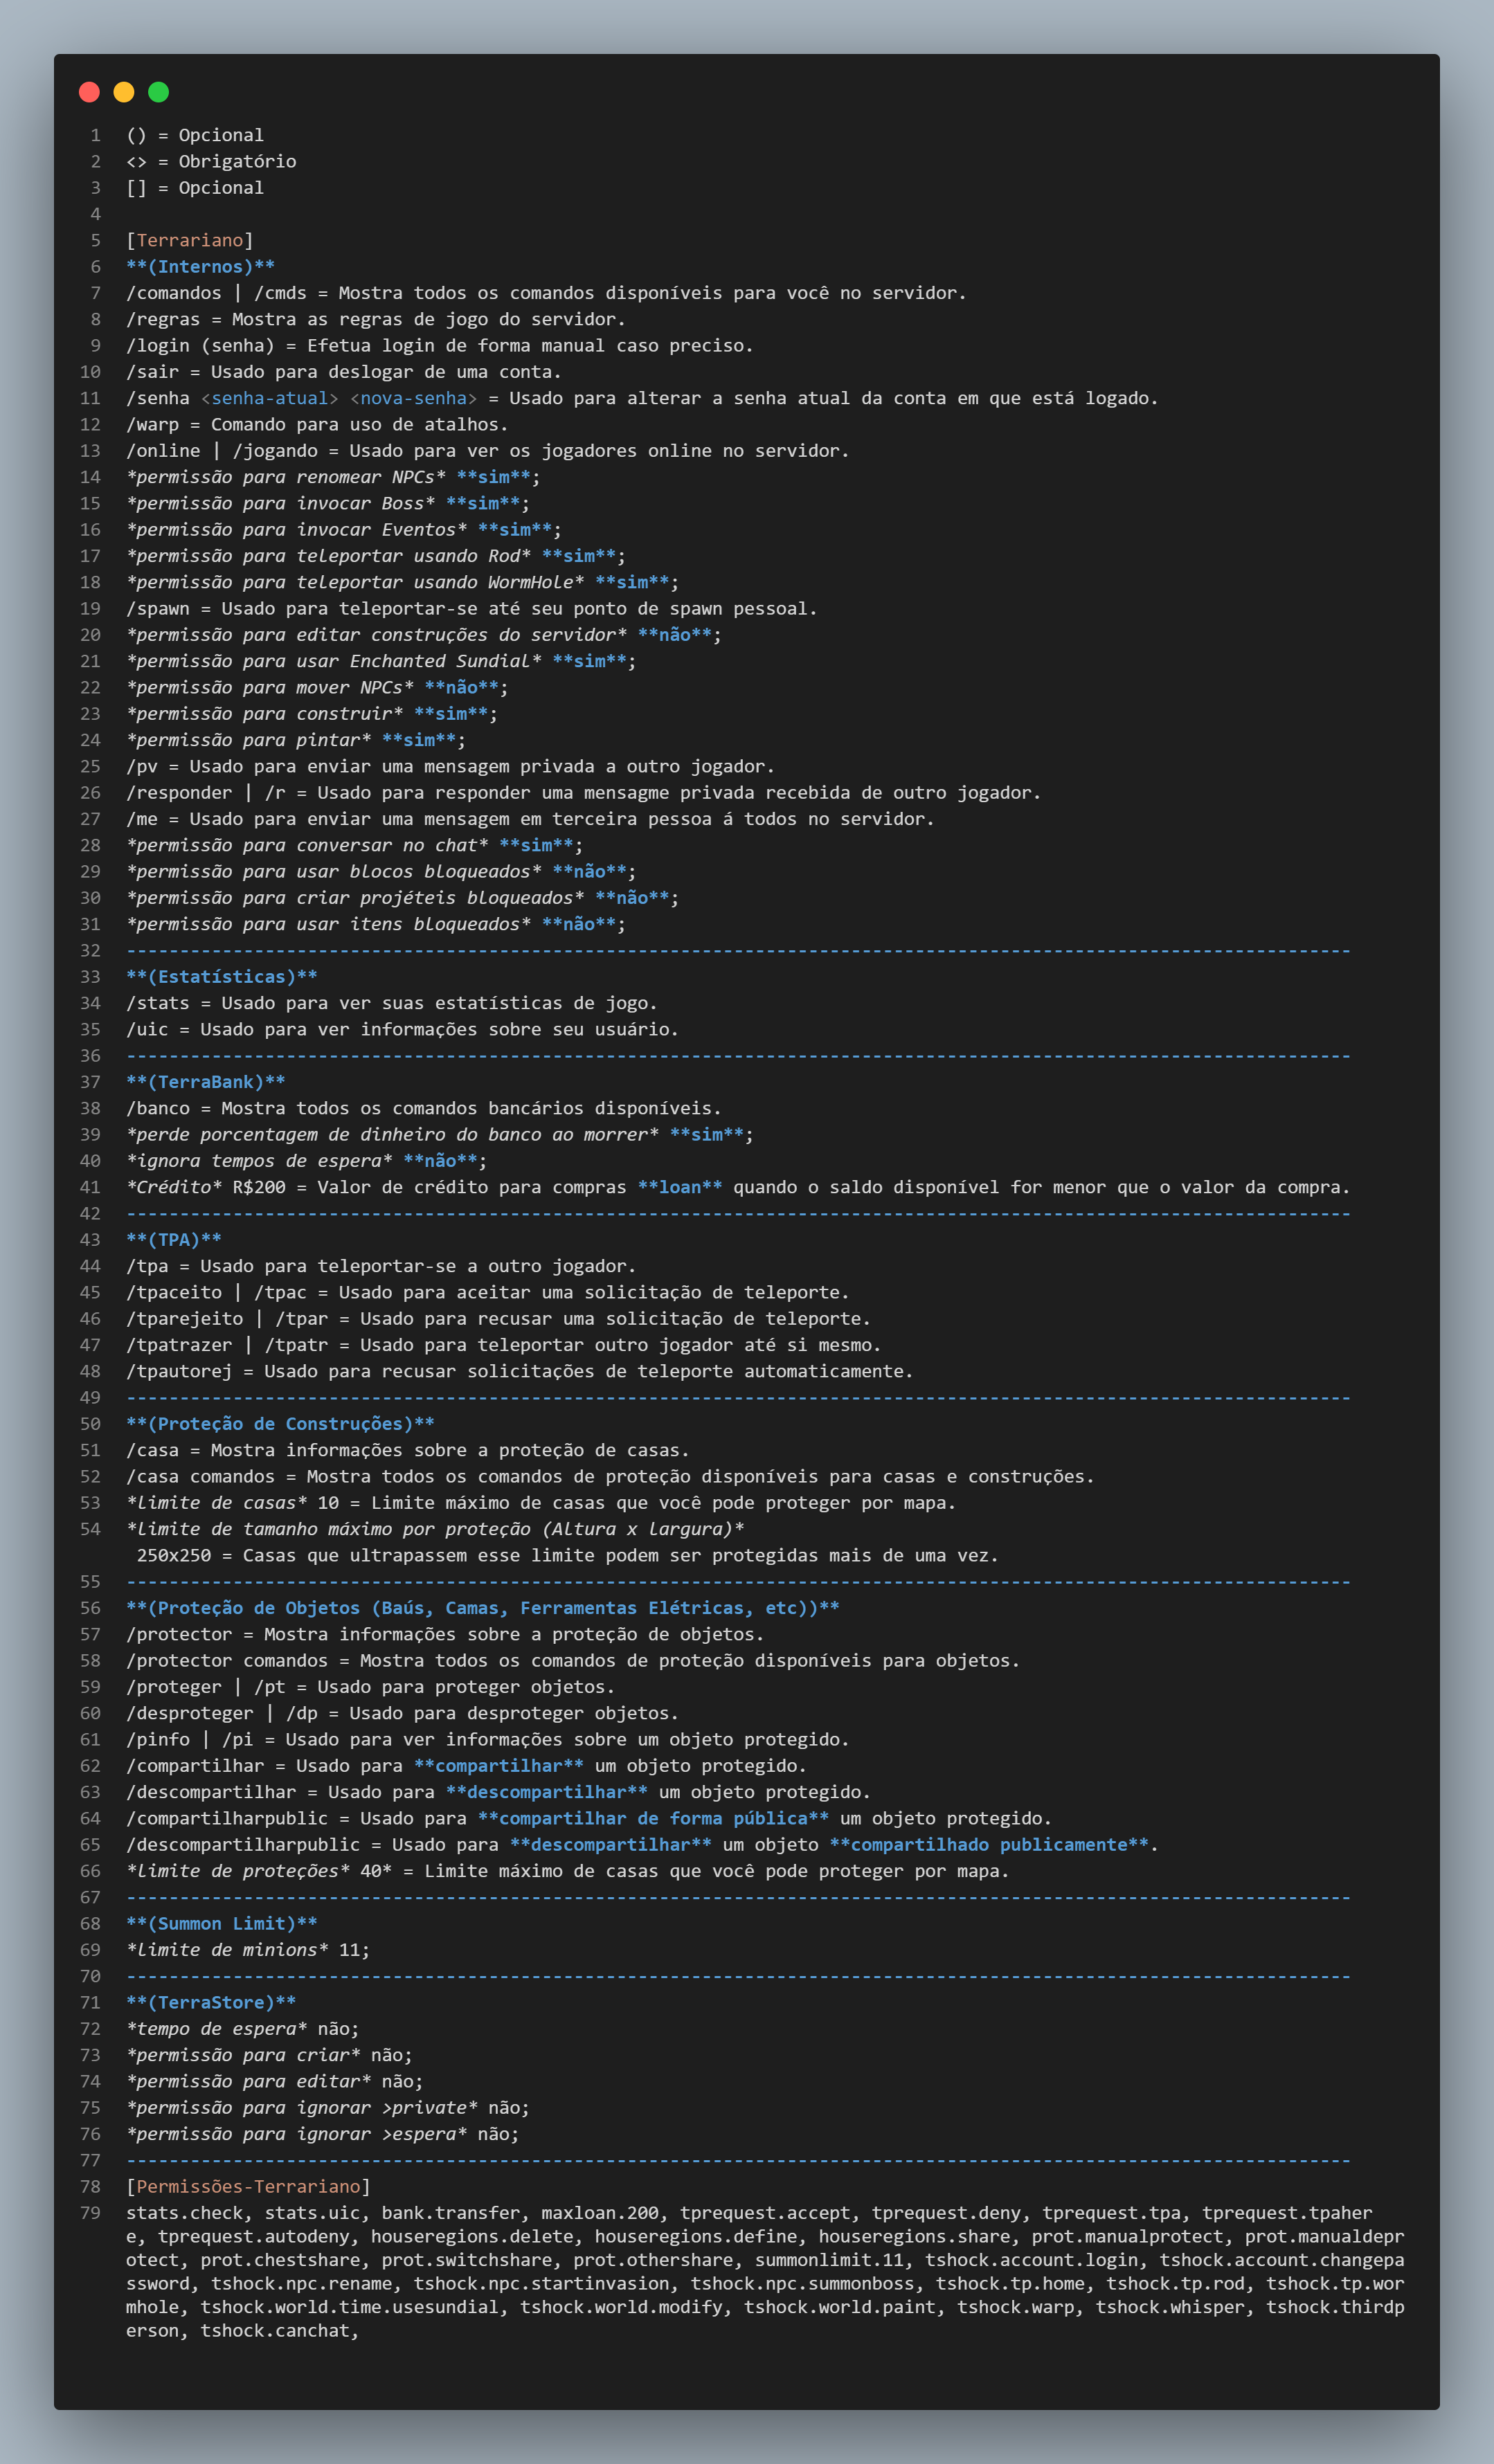 1 () = Opcional
2 <> = Obrigatório
3 [] = Opcional
4
5 [Terrariano]
6 **(Internos)**
7 /comandos | /cmds = Mostra todos os comandos disponíveis para você no servidor.
8 /regras = Mostra as regras de jogo do servidor.
9 /login (senha) = Efetua login de forma manual caso preciso.
10 /sair = Usado para deslogar de uma conta.
11 /senha <senha-atual> <nova-senha> = Usado para alterar a senha atual da conta em que está logado.
12 /warp = Comando para uso de atalhos.
13 /online | /jogando = Usado para ver os jogadores online no servidor.
14 *permissão para renomear NPCs* **sim**;
15 *permissão para invocar Boss* **sim**;
16 *permissão para invocar Eventos* **sim**;
17 *permissão para teleportar usando Rod* **sim**;
18 *permissão para teleportar usando WormHole* **sim**;
19 /spawn = Usado para teleportar-se até seu ponto de spawn pessoal.
20 *permissão para editar construções do servidor* **não**;
21 *permissão para usar Enchanted Sundial* **sim**;
22 *permissão para mover NPCs* **não**;
23 *permissão para construir* **sim**;
24 *permissão para pintar* **sim**;
25 /pv = Usado para enviar uma mensagem privada a outro jogador.
26 /responder | /r = Usado para responder uma mensagme privada recebida de outro jogador.
27 /me = Usado para enviar uma mensagem em terceira pessoa á todos no servidor.
28 *permissão para conversar no chat* **sim**;
29 *permissão para usar blocos bloqueados* **não**;
30 *permissão para criar projéteis bloqueados* **não**;
31 *permissão para usar itens bloqueados* **não**;
32 -------------------------------------------------------------------------------------------------------------------
33 **(Estatísticas)**
34 /stats = Usado para ver suas estatísticas de jogo.
35 /uic = Usado para ver informações sobre seu usuário.
36 -------------------------------------------------------------------------------------------------------------------
37 **(TerraBank)**
38 /banco = Mostra todos os comandos bancários disponíveis.
39 *perde porcentagem de dinheiro do banco ao morrer* **sim**;
40 *ignora tempos de espera* **não**;
41 *Crédito* R$200 = Valor de crédito para compras **loan** quando o saldo disponível for menor que o valor da compra.
42 -------------------------------------------------------------------------------------------------------------------
43 **(TPA)**
44 /tpa = Usado para teleportar-se a outro jogador.
45 /tpaceito | /tpac = Usado para aceitar uma solicitação de teleporte.
46 /tparejeito | /tpar = Usado para recusar uma solicitação de teleporte.
47 /tpatrazer | /tpatr = Usado para teleportar outro jogador até si mesmo.
48 /tpautorej = Usado para recusar solicitações de teleporte automaticamente.
49 -------------------------------------------------------------------------------------------------------------------
50 **(Proteção de Construções)**
51 /casa = Mostra informações sobre a proteção de casas.
52 /casa comandos = Mostra todos os comandos de proteção disponíveis para casas e construções.
53 *limite de casas* 10 = Limite máximo de casas que você pode proteger por mapa.
54 *limite de tamanho máximo por proteção (Altura x largura)*
250x250 = Casas que ultrapassem esse limite podem ser protegidas mais de uma vez.
55 -------------------------------------------------------------------------------------------------------------------
56 **(Proteção de Objetos (Baús, Camas, Ferramentas Elétricas, etc))**
57 /protector = Mostra informações sobre a proteção de objetos.
58 /protector comandos = Mostra todos os comandos de proteção disponíveis para objetos.
59 /proteger | /pt = Usado para proteger objetos.
60 /desproteger | /dp = Usado para desproteger objetos.
61 /pinfo | /pi = Usado para ver informações sobre um objeto protegido.
62 /compartilhar = Usado para **compartilhar** um objeto protegido.
63 /descompartilhar = Usado para **descompartilhar** um objeto protegido.
64 /compartilharpublic = Usado para **compartilhar de forma pública** um objeto protegido.
65 /descompartilharpublic = Usado para **descompartilhar** um objeto **compartilhado publicamente**.
66 *limite de proteções* 40* = Limite máximo de casas que você pode proteger por mapa.
67 -------------------------------------------------------------------------------------------------------------------
68 **(Summon Limit)**
69 *limite de minions* 11;
70 -------------------------------------------------------------------------------------------------------------------
71 **(TerraStore)**
72 *tempo de espera* não;
73 *permissão para criar* não;
74 *permissão para editar* não;
75 *permissão para ignorar >private* não;
76 *permissão para ignorar >espera* não;
77 -------------------------------------------------------------------------------------------------------------------
78 [Permissões-Terrariano]
79 stats.check, stats.uic, bank.transfer, maxloan.200, tprequest.accept, tprequest.deny, tprequest.tpa, tprequest.tpaher
e, tprequest.autodeny, houseregions.delete, houseregions.define, houseregions.share, prot.manualprotect, prot.manualdepr
otect, prot.chestshare, prot.switchshare, prot.othershare, summonlimit.11, tshock.account.login, tshock.account.changepa
ssword, tshock.npc.rename, tshock.npc.startinvasion, tshock.npc.summonboss, tshock.tp.home, tshock.tp.rod, tshock.tp.wor
mhole, tshock.world.time.usesundial, tshock.world.modify, tshock.world.paint, tshock.warp, tshock.whisper, tshock.thirdp
erson, tshock.canchat,